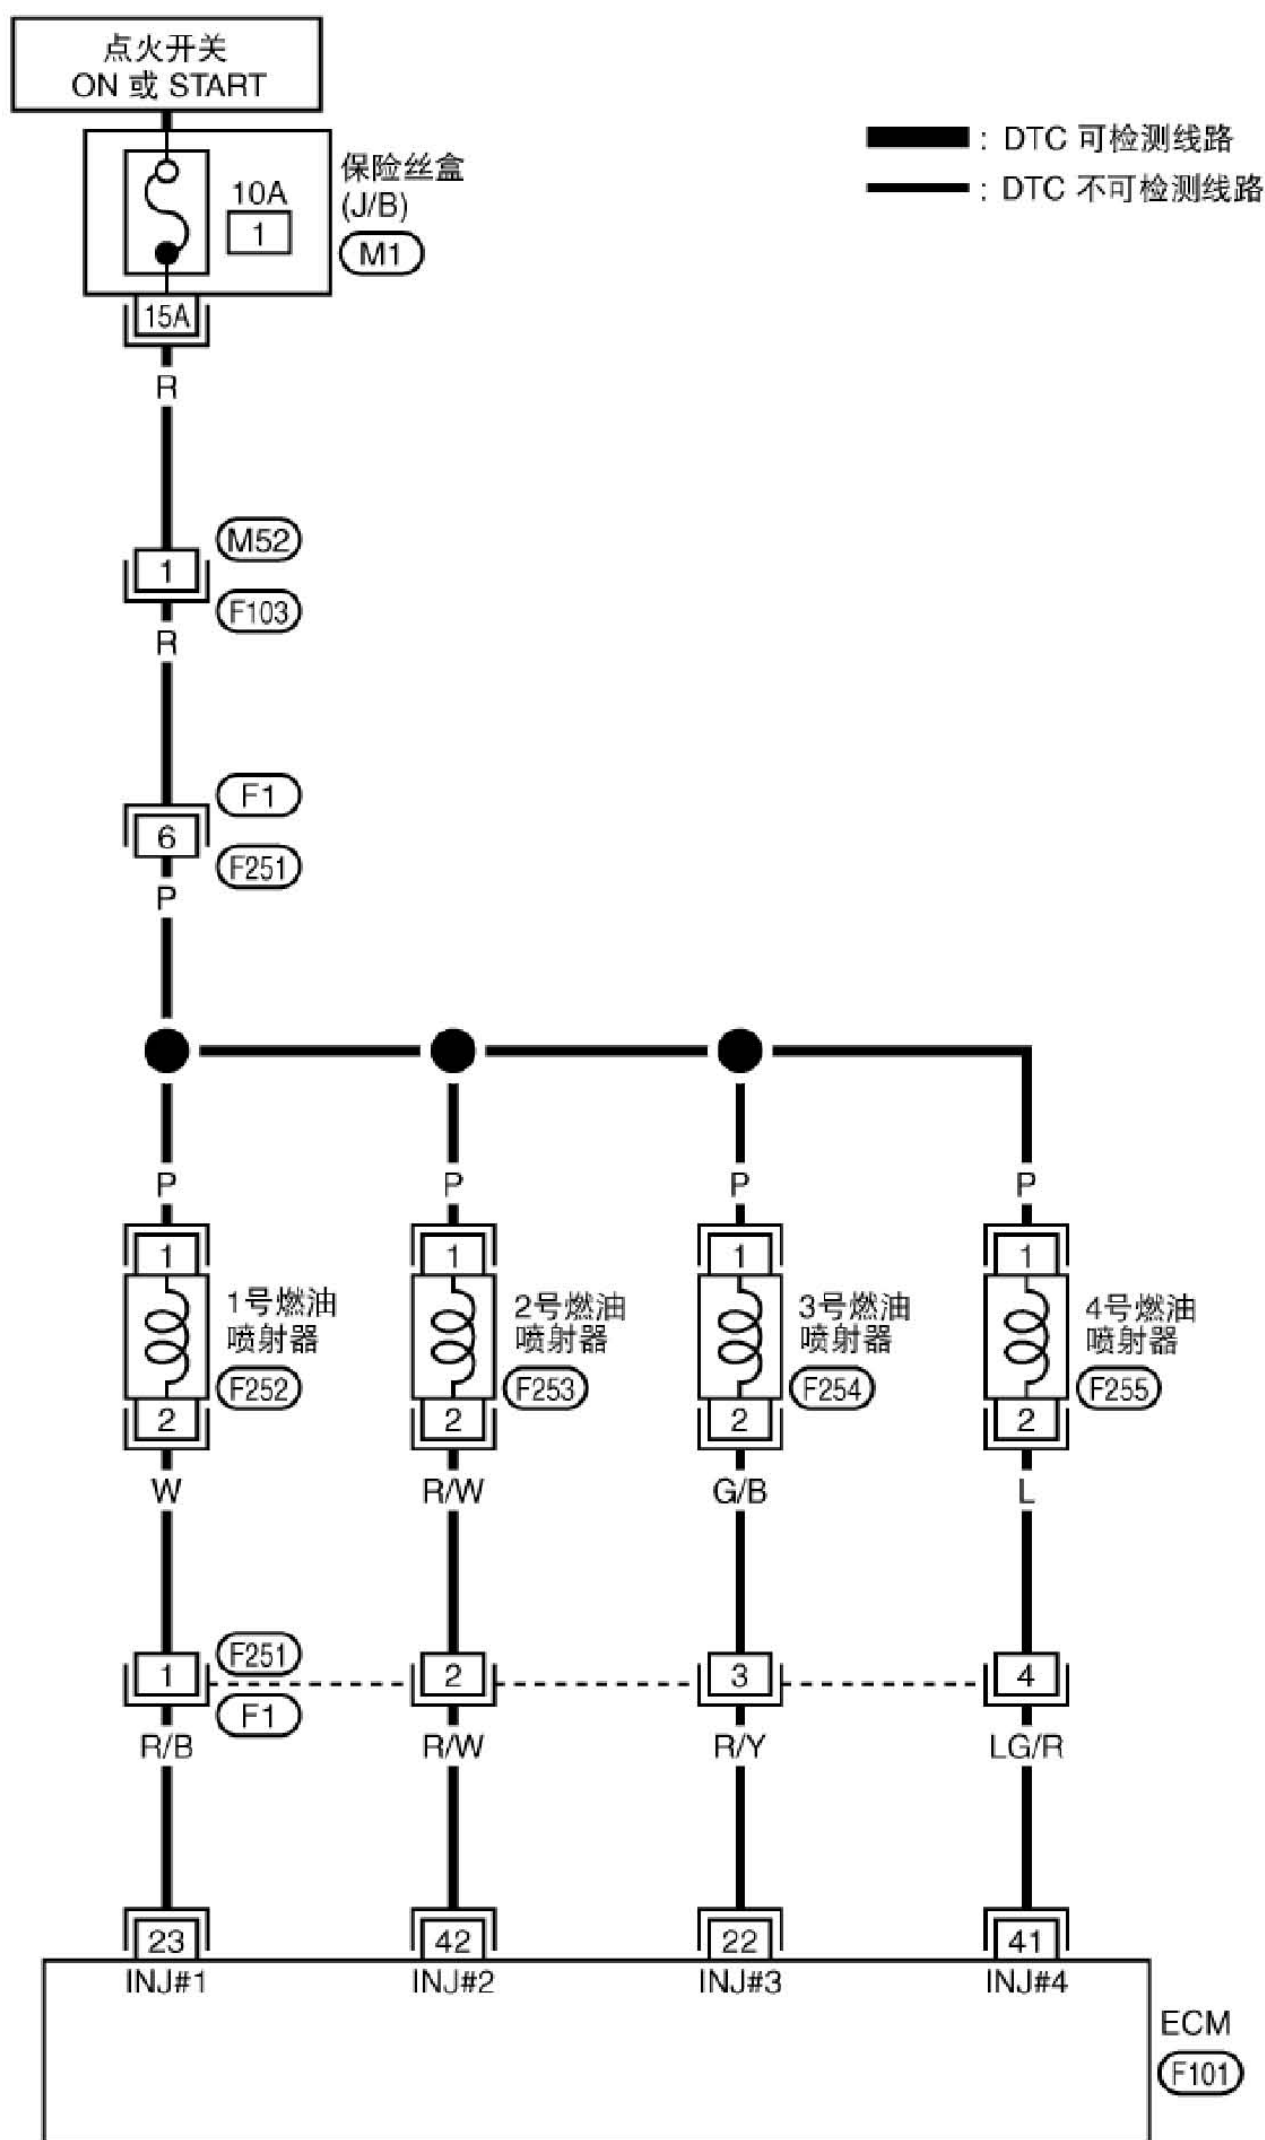 点火开关
ON 或 START
: DTC 可检测线路
: DTC 不可检测线路
保险丝盒
(J/B)
M1
10A
1
15A
R
M52
1
F103
R
F1
6
F251
P
P P P P
1 1 1 1
1号燃油
喷射器
F252
2号燃油
喷射器
F253
3号燃油
喷射器
F254
4号燃油
喷射器
F255
2 2 2 2
W R/W G/B L
F251
1 2 3 4
F1
R/B R/W R/Y LG/R
23 42 22 41
INJ#1 INJ#2 INJ#3 INJ#4
ECM
F101